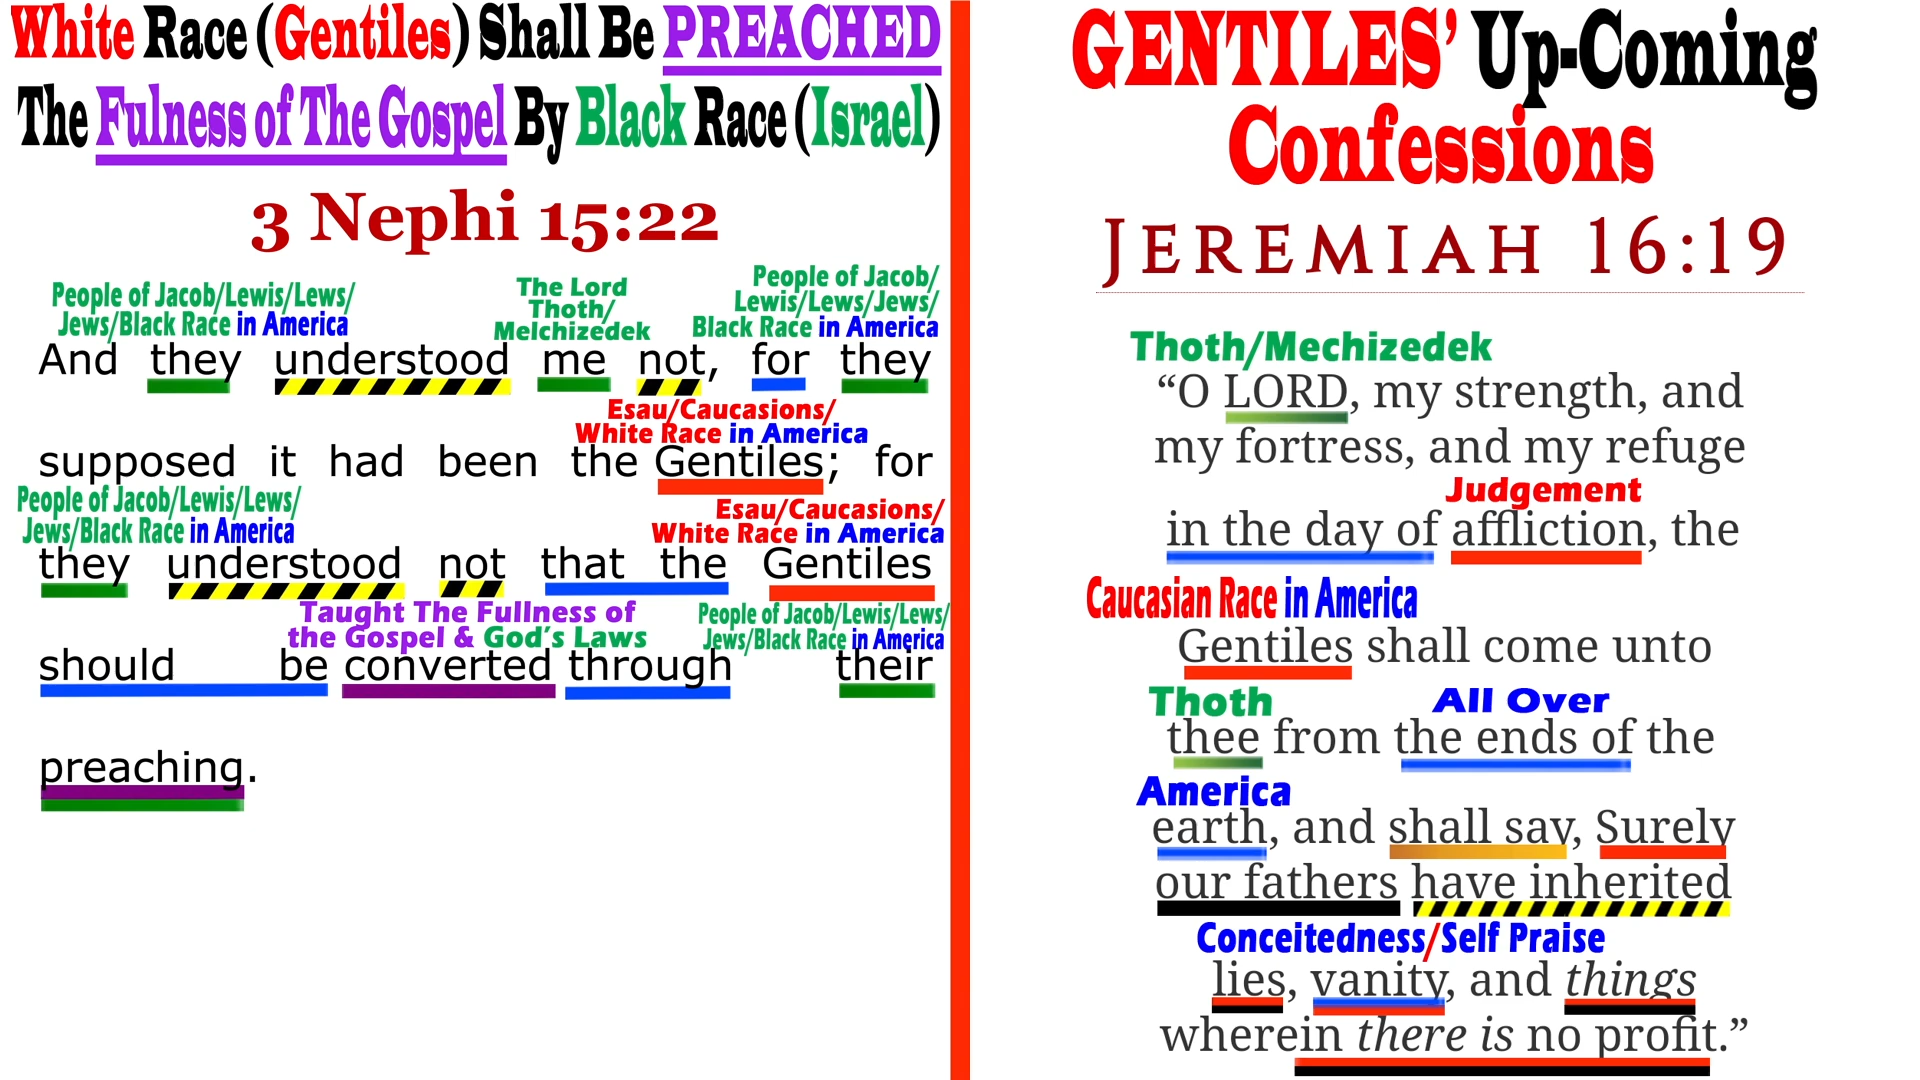 White Race (Gentiles) Shall Be PREACHED
The Fulness of The Gospel By Black Race (Israel)
3 Nephi 15:22
People of Jacob/Lewis/Lews/
Jews/Black Race in America
The Lord
Thoth/
Melchizedek
People of Jacob/
Lewis/Lews/Jews/
Black Race in America
And they understood me not, for they
Esau/Caucasions/
White Race in America
supposed it had been the Gentiles; for
People of Jacob/Lewis/Lews/
Jews/Black Race in America
Esau/Caucasions/
White Race in America
they understood not that the Gentiles
Taught The Fullness of
the Gospel & God's Laws
People of Jacob/Lewis/Lews/
Jews/Black Race in America
should be converted through their
preaching.
GENTILES' Up-Coming
Confessions
JEREMIAH 16:19
Thoth/Mechizedek
“O LORD, my strength, and
my fortress, and my refuge
Judgement
in the day of affliction, the
Caucasian Race in America
Gentiles shall come unto
Thoth
All Over
thee from the ends of the
America
earth, and shall say, Surely
our fathers have inherited
Conceitedness/Self Praise
lies, vanity, and things
wherein there is no profit.”